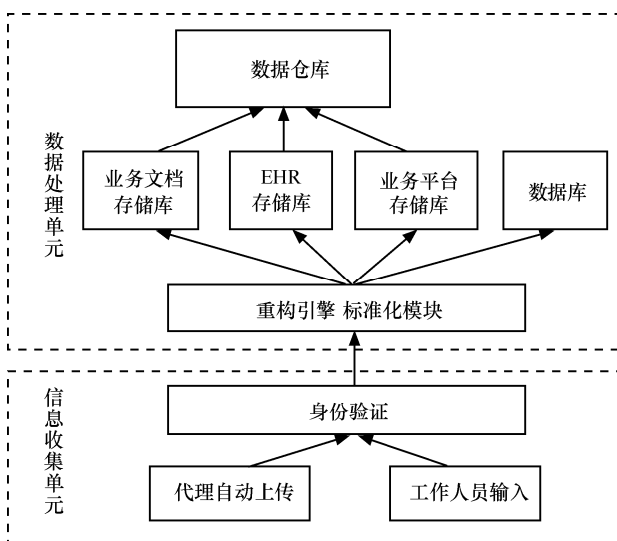 数据仓库
数据处理单元
业务文档
存储库
EHR
存储库
业务平台
存储库
数据库
重构引擎 标准化模块
信息收集单元
身份验证
代理自动上传
工作人员输入